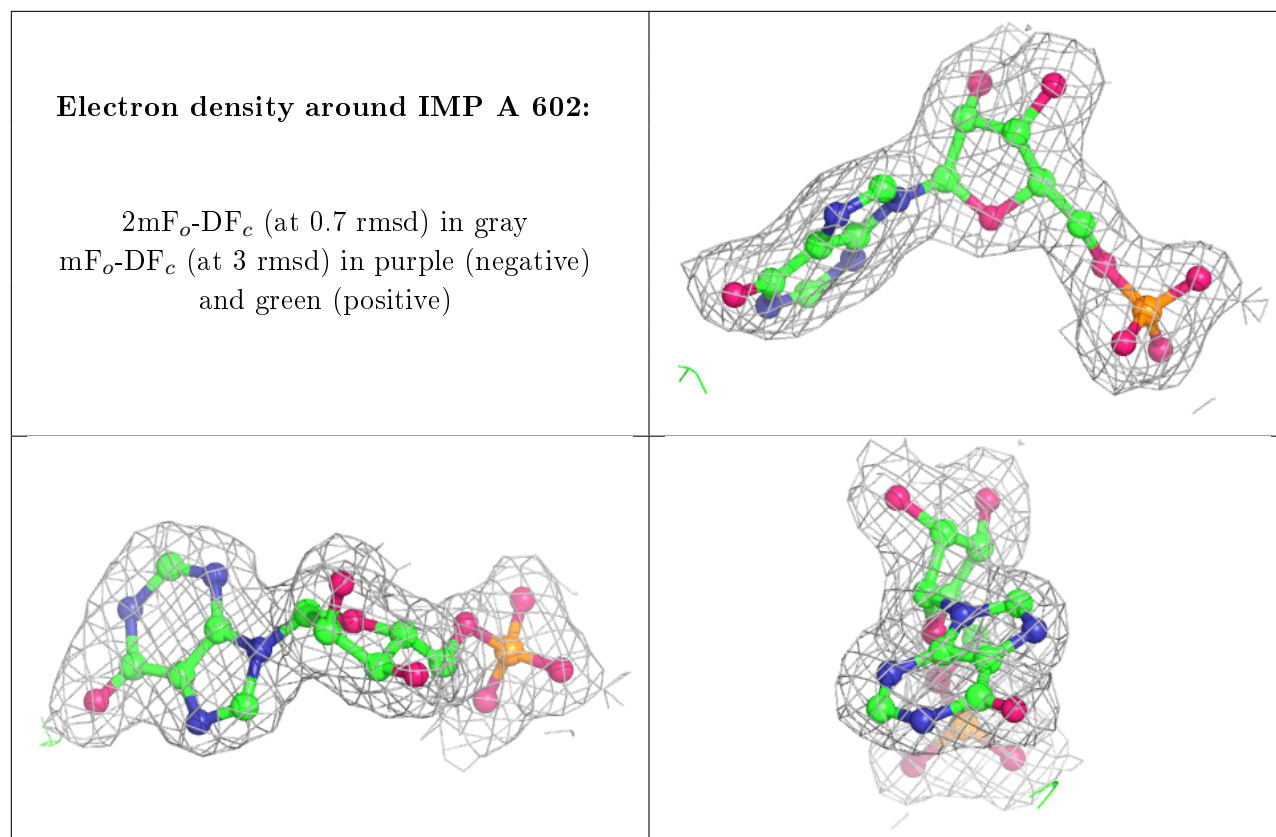 Electron density around IMP A 602:
2mFₒ-DF𝒸 (at 0.7 rmsd) in gray
mFₒ-DF𝒸 (at 3 rmsd) in purple (negative)
and green (positive)